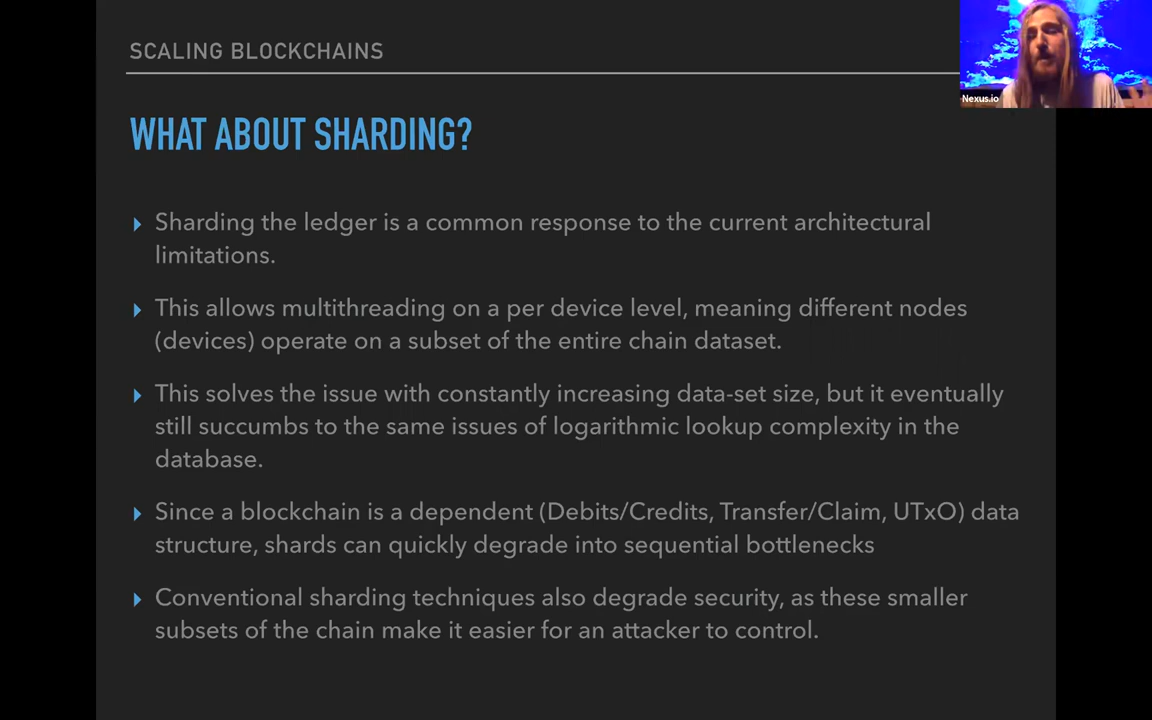 SCALING BLOCKCHAINS
Nexus.io
WHAT ABOUT SHARDING?
Sharding the ledger is a common response to the current architectural
limitations.
This allows multithreading on a per device level, meaning different nodes
(devices) operate on a subset of the entire chain dataset.
This solves the issue with constantly increasing data-set size, but it eventually
still succumbs to the same issues of logarithmic lookup complexity in the
database.
Since a blockchain is a dependent (Debits/Credits, Transfer/Claim, UTxO) data
structure, shards can quickly degrade into sequential bottlenecks
Conventional sharding techniques also degrade security, as these smaller
subsets of the chain make it easier for an attacker to control.